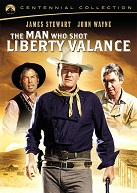 CENTENNIAL COLLECTION
JAMES STEWART JOHN WAYNE
THE MAN WHO SHOT
LIBERTY VALANCE